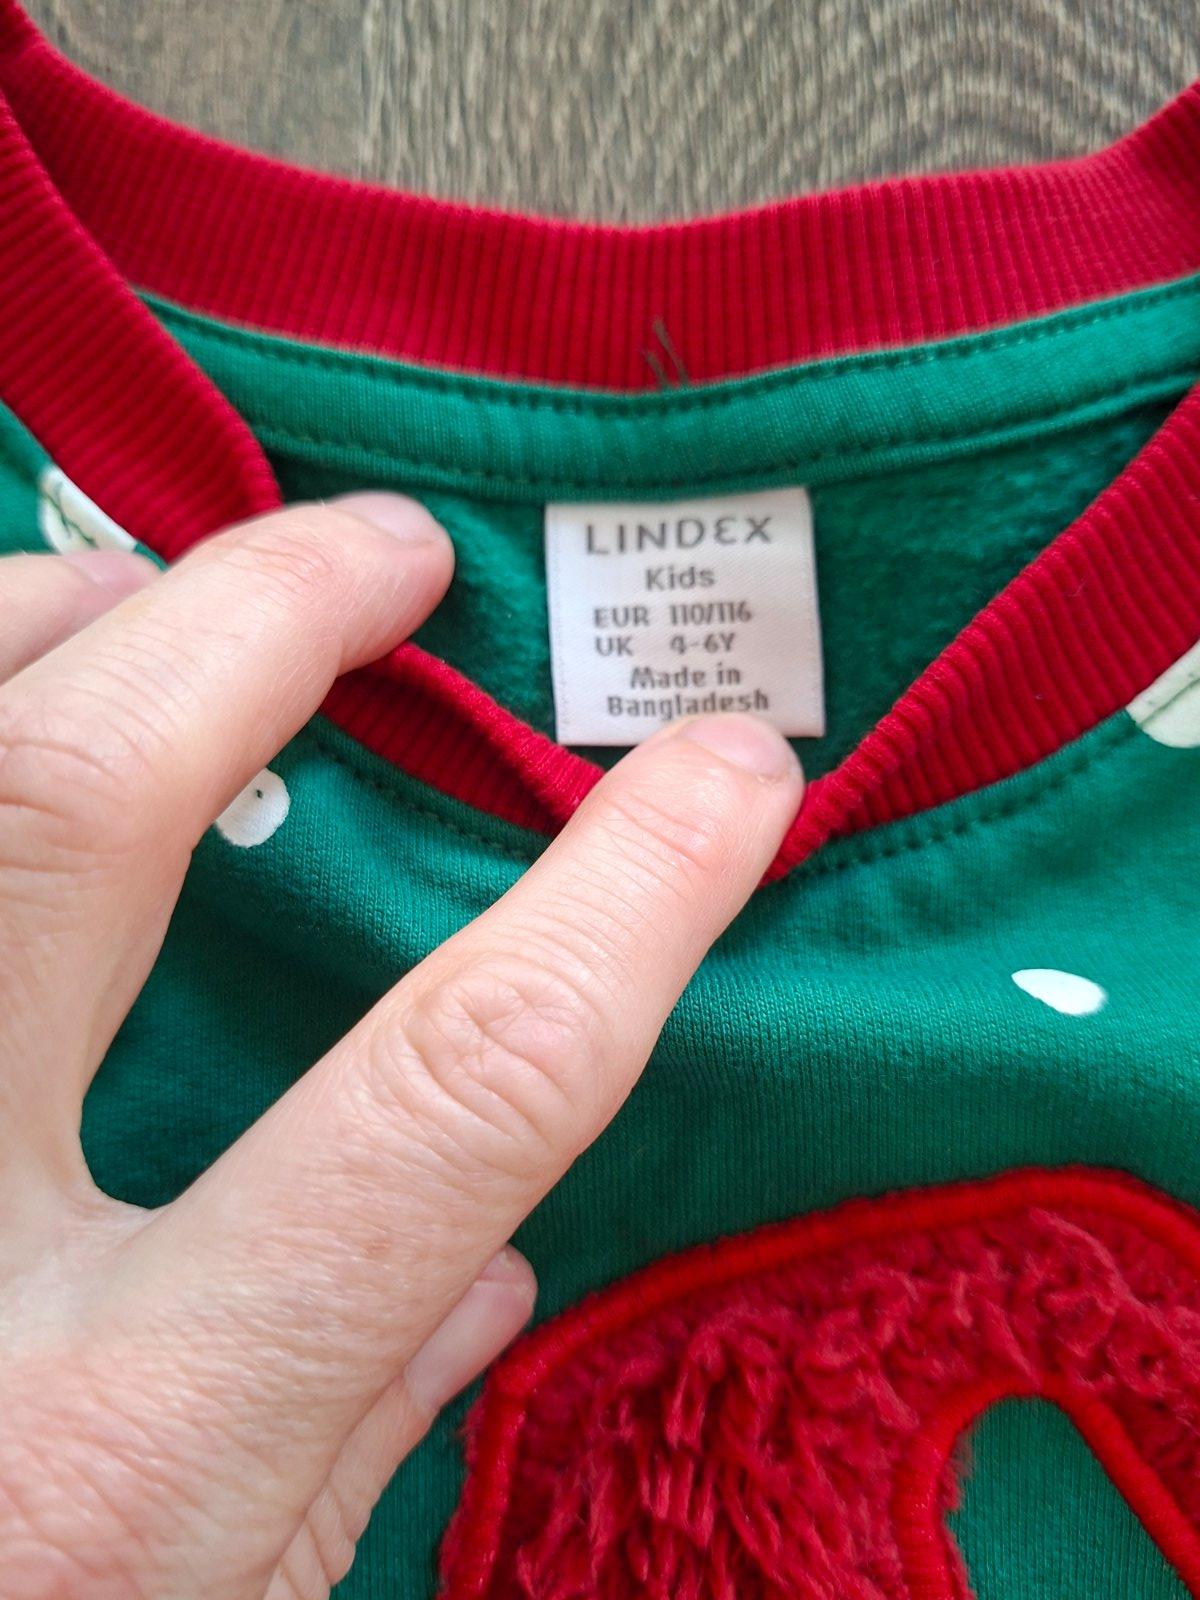 LINDEX
Kids
EUR 110/116
UK 4-6Y
Made in
Bangladesh